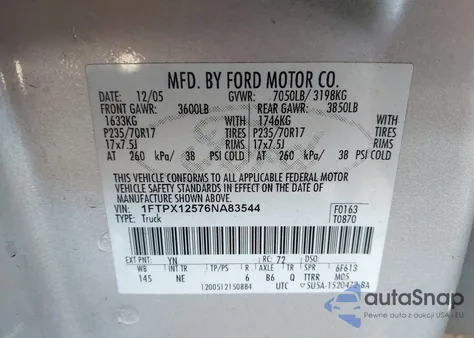 MFD. BY FORD MOTOR CO.
DATE: 12/05 GVWR: 7050LB/ 3198KG
FRONT GAWR: 3600LB REAR GAWR: 3850LB
1633KG WITH 1746KG WITH
P235/70R17 TIRES P235/70R17 TIRES
17x7.5J RIMS 17x7.5J RIMS
AT 260 kPa/ 38 PSI COLD AT 260 kPa/ 38 PSI COLD
THIS VEHICLE CONFORMS TO ALL APPLICABLE FEDERAL MOTOR
VEHICLE SAFETY STANDARDS IN EFFECT ON THE DATE OF
MANUFACTURE SHOWN ABOVE.
VIN: 1FTPX12576NA83544 F0163
TYPE: Truck T0870
EXT PNT: YN RC: 72 DSO: 6F613
WB INT TR TP/PS R AXLE TR SPR MOS
145 NE 6 B6 Q TTRR
12005121508B4 UTC
autoSnap
Pewne auta z aukcji USA - EU